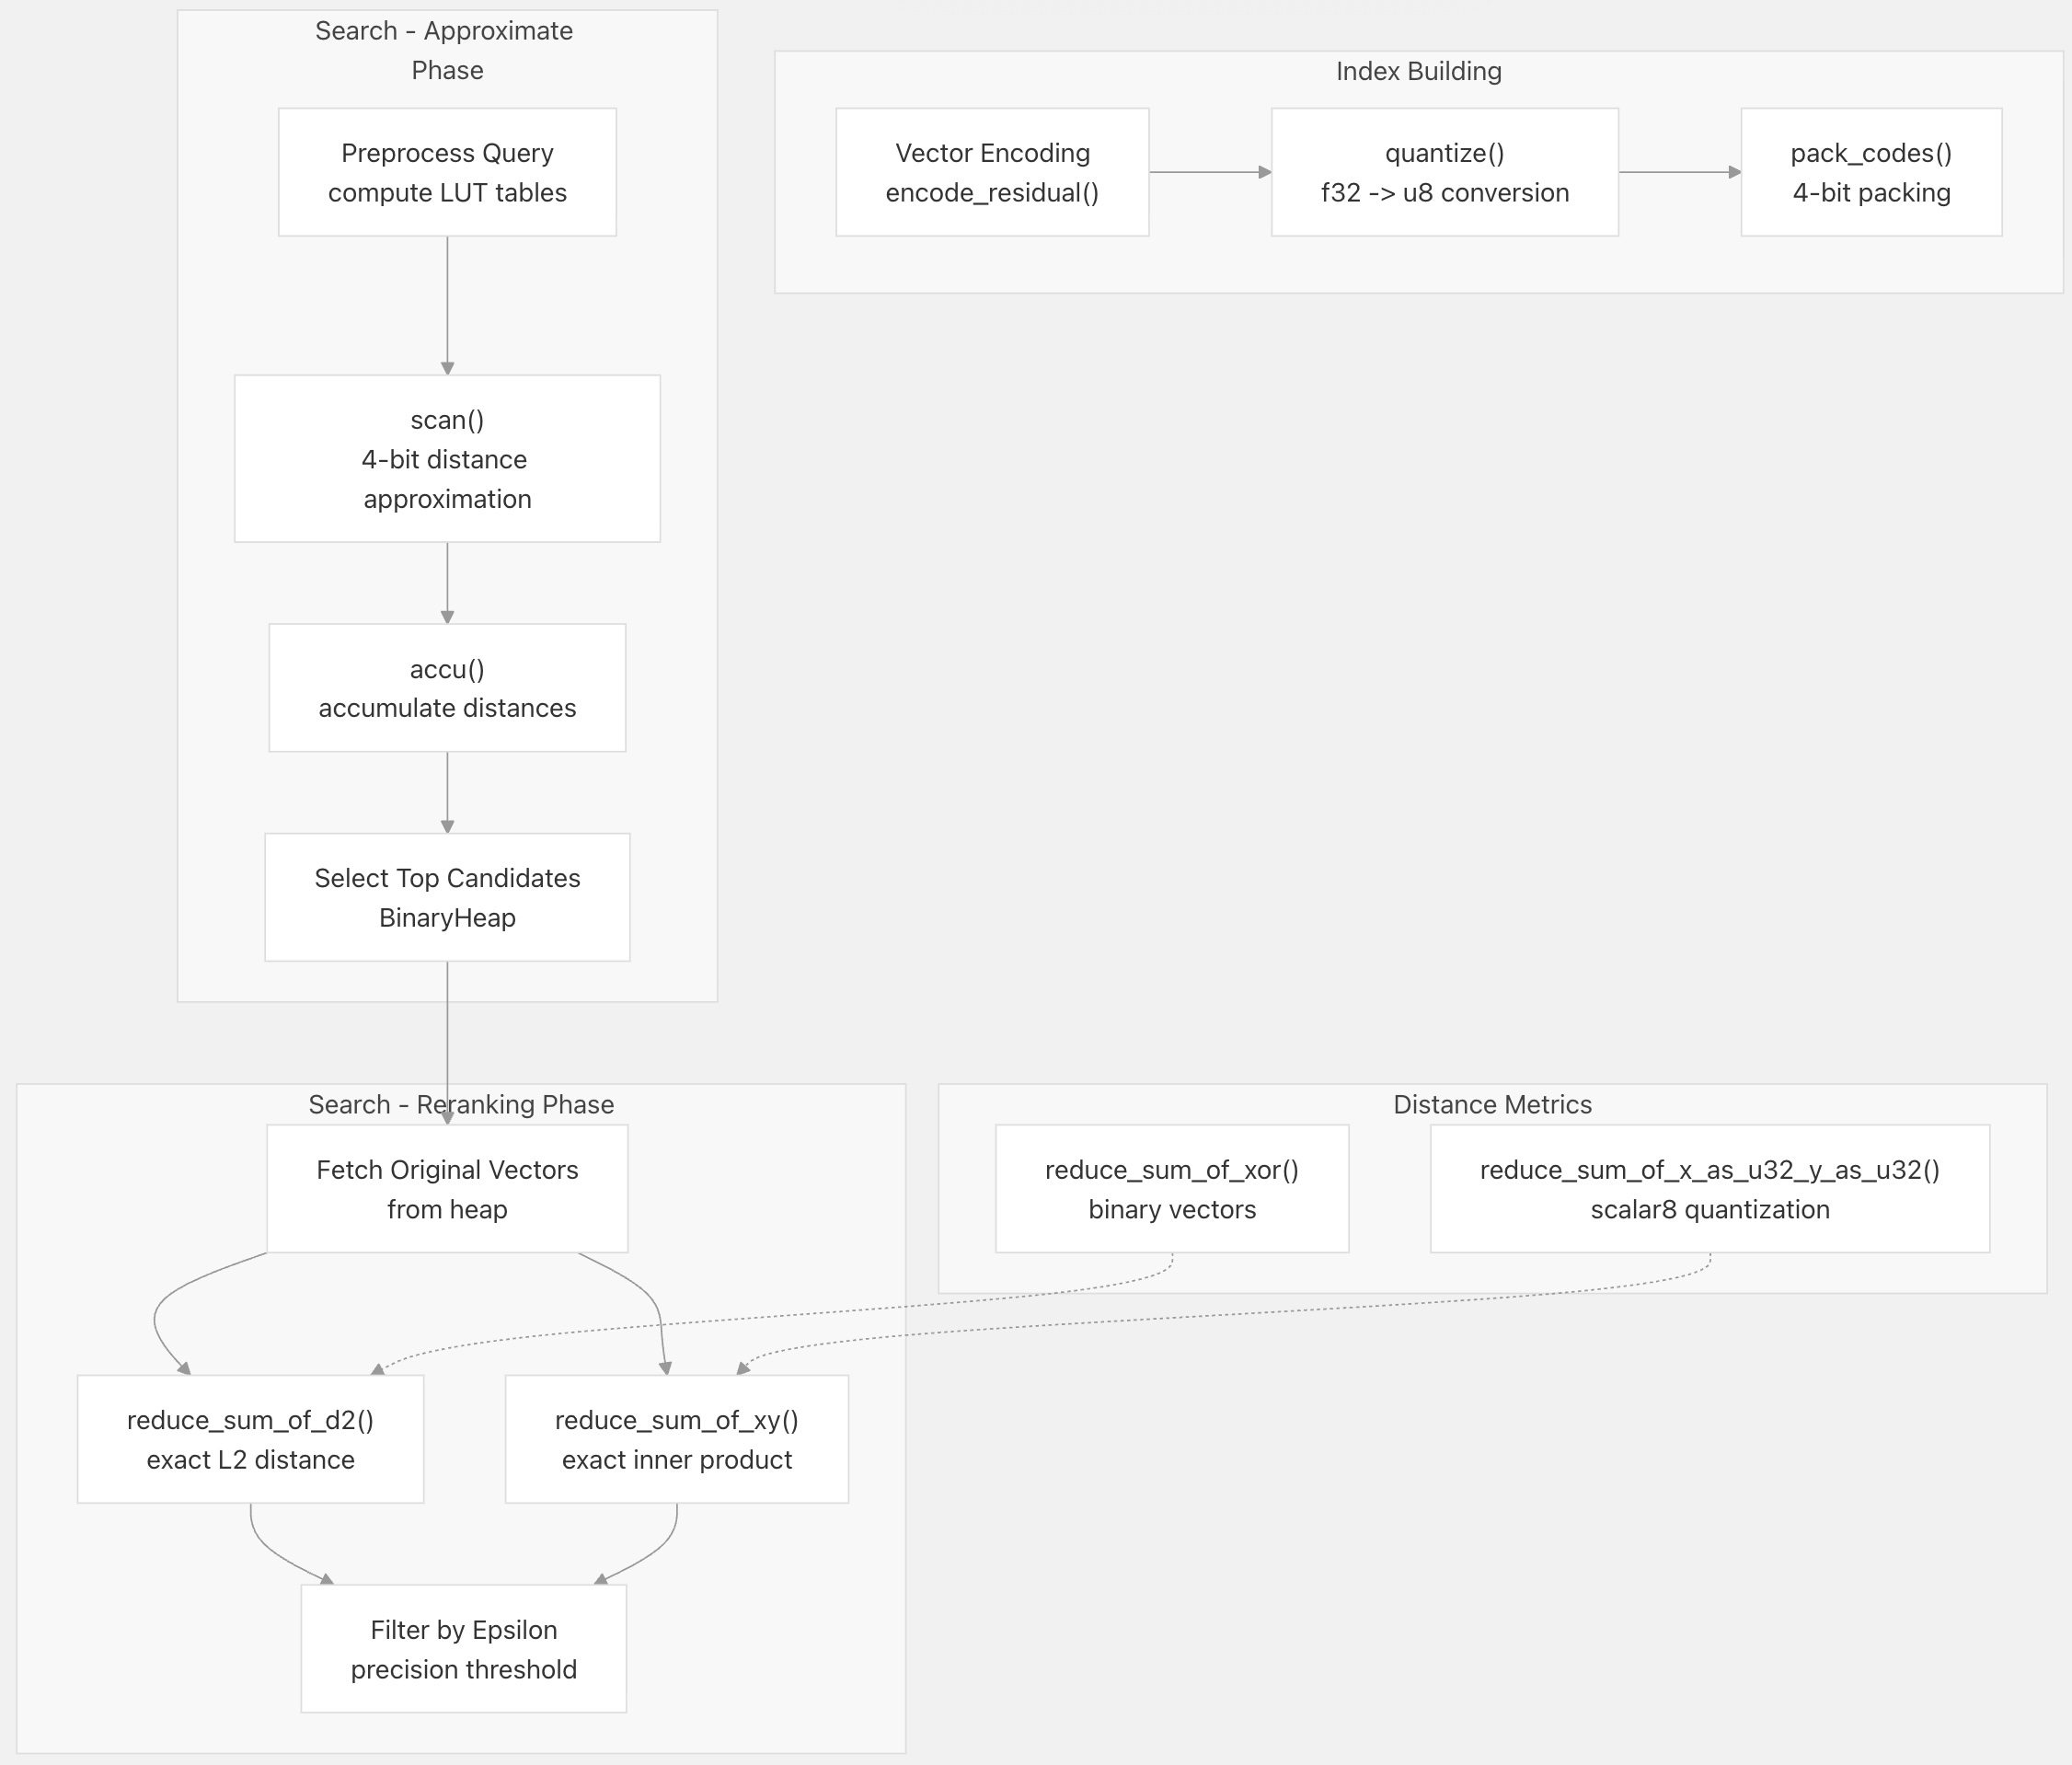 Search - Approximate
Phase
Preprocess Query
compute LUT tables
scan()
4-bit distance
approximation
accu()
accumulate distances
Select Top Candidates
BinaryHeap
Index Building
Vector Encoding
encode_residual()
quantize()
f32 -> u8 conversion
pack_codes()
4-bit packing
Search - Reranking Phase
Fetch Original Vectors
from heap
reduce_sum_of_d2()
exact L2 distance
reduce_sum_of_xy()
exact inner product
Filter by Epsilon
precision threshold
Distance Metrics
reduce_sum_of_xor()
binary vectors
reduce_sum_of_x_as_u32_y_as_u32()
scalar8 quantization